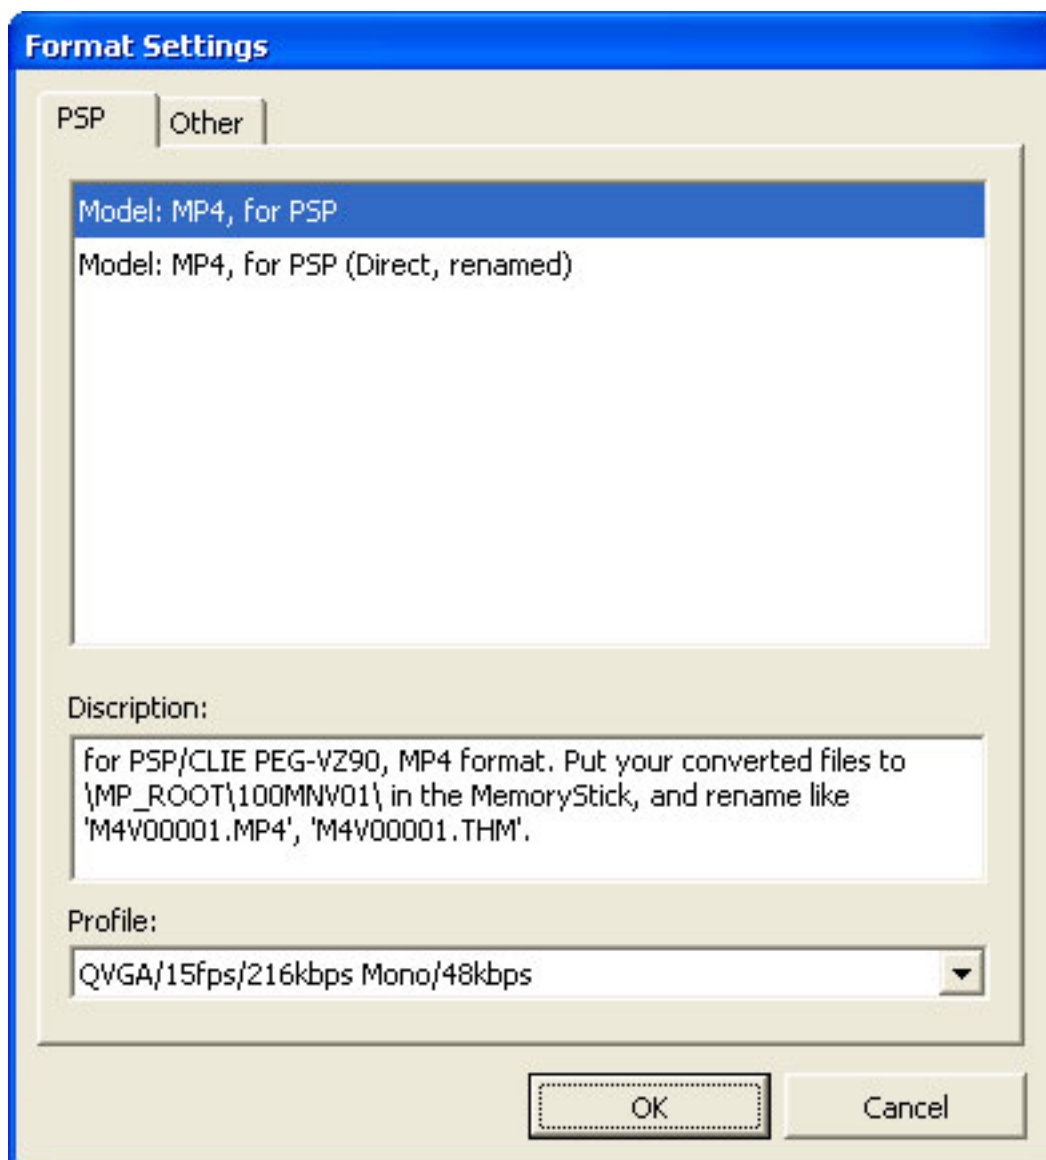 Format Settings
PSP
Other
Model: MP4, for PSP
Model: MP4, for PSP (Direct, renamed)
Discription:
for PSP/CLIE PEG-VZ90, MP4 format. Put your converted files to
\MP_ROOT\100MNV01\ in the MemoryStick, and rename like
'M4V00001.MP4', 'M4V00001.THM'.
Profile:
QVGA/15fps/216kbps Mono/48kbps
OK
Cancel